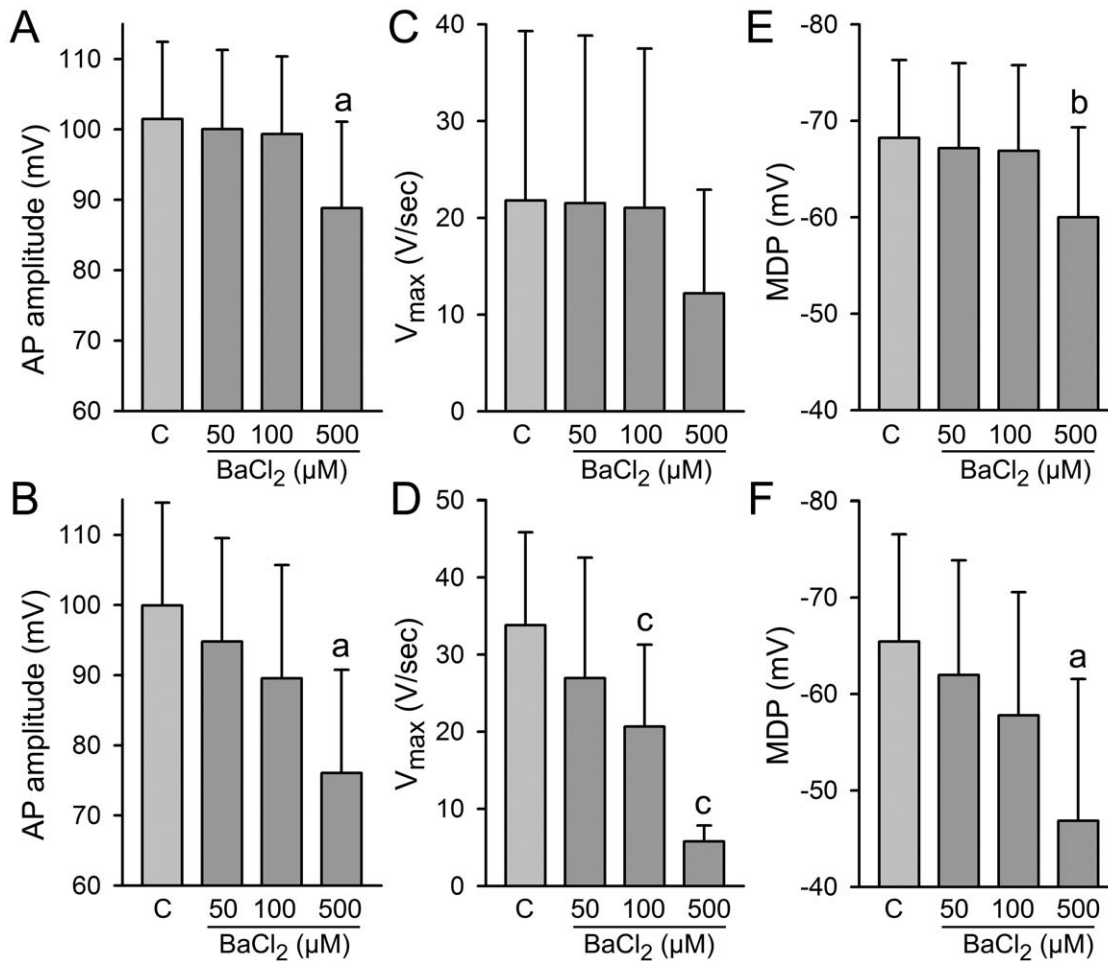 A
AP amplitude (mV)
110
100
90
80
70
60
a
C 50 100 500
BaCl2 (µM)
C
Vmax (V/sec)
40
30
20
10
0
C 50 100 500
BaCl2 (µM)
E
MDP (mV)
-80
-70
-60
-50
-40
b
C 50 100 500
BaCl2 (µM)
B
AP amplitude (mV)
110
100
90
80
70
60
a
C 50 100 500
BaCl2 (µM)
D
Vmax (V/sec)
50
40
30
20
10
0
c
c
C 50 100 500
BaCl2 (µM)
F
MDP (mV)
-80
-70
-60
-50
-40
a
C 50 100 500
BaCl2 (µM)